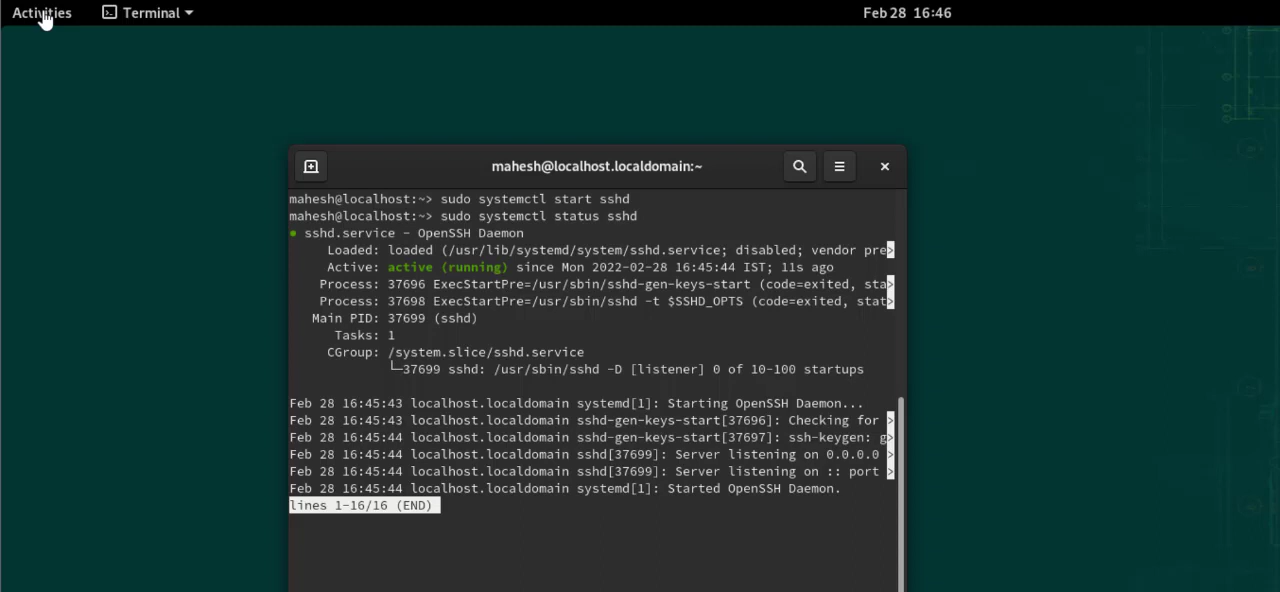 Activities Terminal Feb 28 16:46
mahesh@localhost.localdomain:~
mahesh@localhost:~> sudo systemctl start sshd
mahesh@localhost:~> sudo systemctl status sshd
● sshd.service - OpenSSH Daemon
Loaded: loaded (/usr/lib/systemd/system/sshd.service; disabled; vendor pre>
Active: active (running) since Mon 2022-02-28 16:45:44 IST; 11s ago
Process: 37696 ExecStartPre=/usr/sbin/sshd-gen-keys-start (code=exited, sta>
Process: 37698 ExecStartPre=/usr/sbin/sshd -t $SSHD_OPTS (code=exited, stat>
Main PID: 37699 (sshd)
Tasks: 1
CGroup: /system.slice/sshd.service
└─37699 sshd: /usr/sbin/sshd -D [listener] 0 of 10-100 startups
Feb 28 16:45:43 localhost.localdomain systemd[1]: Starting OpenSSH Daemon...
Feb 28 16:45:43 localhost.localdomain sshd-gen-keys-start[37696]: Checking for >
Feb 28 16:45:44 localhost.localdomain sshd-gen-keys-start[37697]: ssh-keygen: g>
Feb 28 16:45:44 localhost.localdomain sshd[37699]: Server listening on 0.0.0.0 >
Feb 28 16:45:44 localhost.localdomain sshd[37699]: Server listening on :: port >
Feb 28 16:45:44 localhost.localdomain systemd[1]: Started OpenSSH Daemon.
lines 1-16/16 (END)